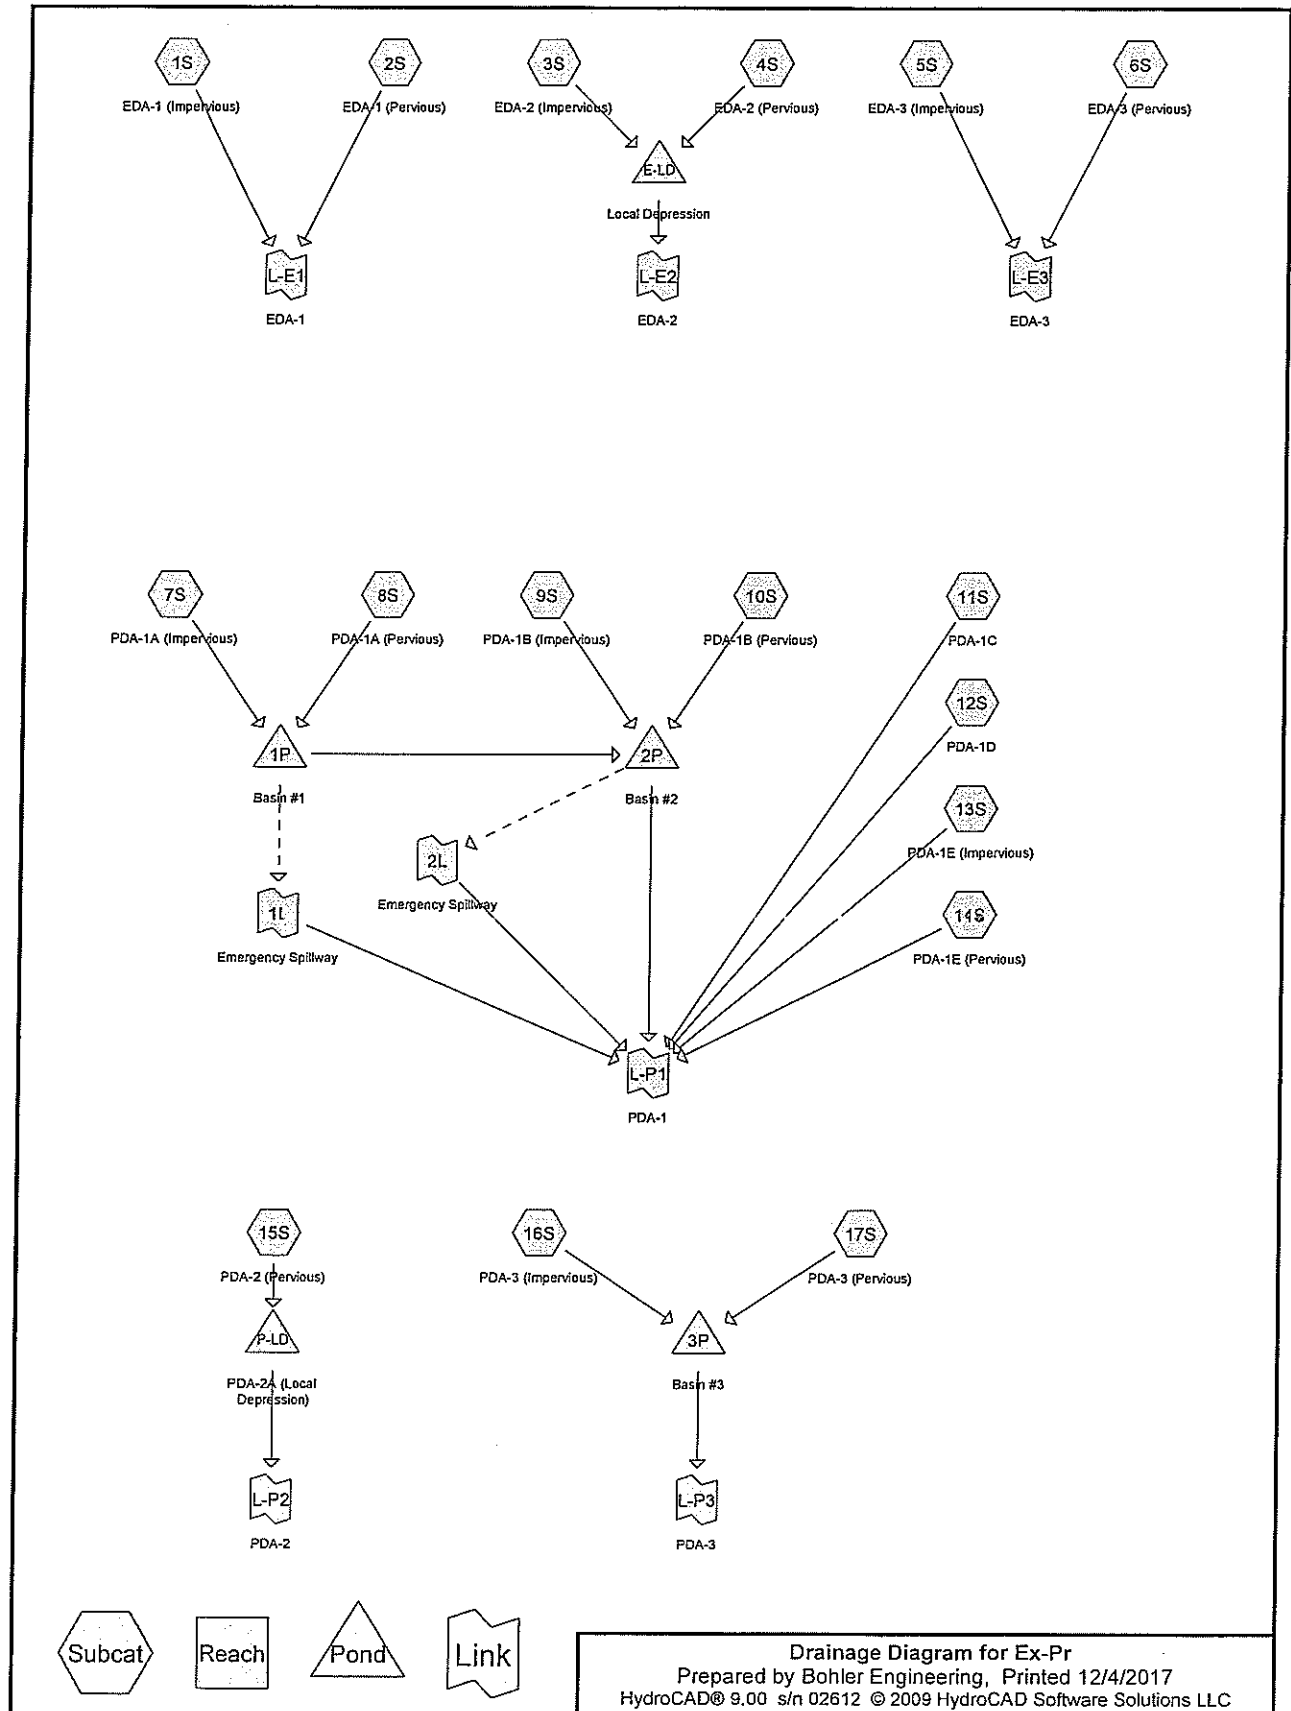 1S
2S
3S
4S
5S
6S
EDA-1 (Impervious)
EDA-1 (Pervious)
EDA-2 (Impervious)
EDA-2 (Pervious)
EDA-3 (Impervious)
EDA-3 (Pervious)
E-LD
Local Depression
L-E1
L-E2
L-E3
EDA-1
EDA-2
EDA-3
7S
8S
9S
10S
11S
PDA-1A (Impervious)
PDA-1A (Pervious)
PDA-1B (Impervious)
PDA-1B (Pervious)
PDA-1C
12S
PDA-1D
1P
2P
Basin #1
Basin #2
13S
PDA-1E (Impervious)
2L
Emergency Spillway
1L
Emergency Spillway
14S
PDA-1E (Pervious)
L-P1
PDA-1
15S
16S
17S
PDA-2 (Pervious)
PDA-3 (Impervious)
PDA-3 (Pervious)
P-LD
3P
PDA-2A (Local
Depression)
Basin #3
L-P2
L-P3
PDA-2
PDA-3
Subcat
Reach
Pond
Link
Drainage Diagram for Ex-Pr
Prepared by Bohler Engineering, Printed 12/4/2017
HydroCAD® 9.00 s/n 02612 © 2009 HydroCAD Software Solutions LLC